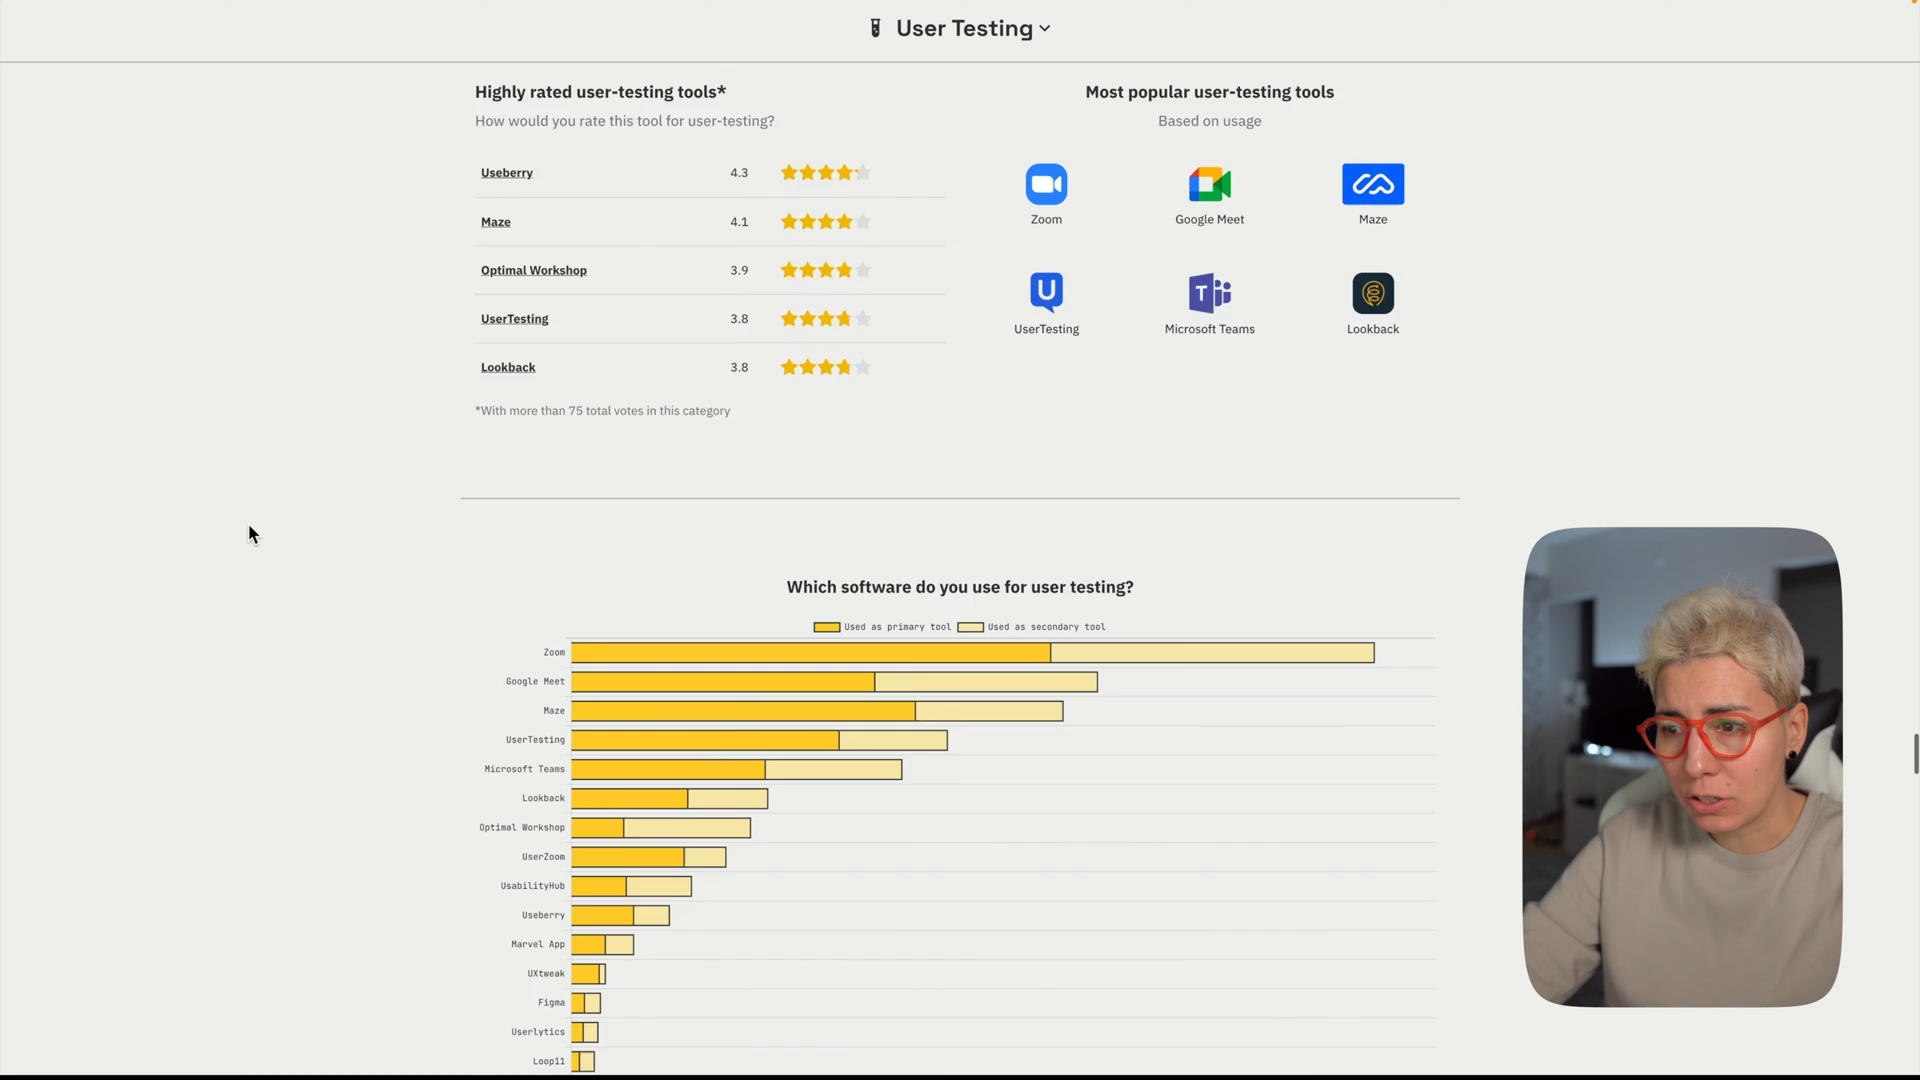 User Testing
Highly rated user-testing tools*
How would you rate this tool for user-testing?
Useberry 4.3
Maze 4.1
Optimal Workshop 3.9
UserTesting 3.8
Lookback 3.8
*With more than 75 total votes in this category
Most popular user-testing tools
Based on usage
Zoom
Google Meet
Maze
U
UserTesting
T
Microsoft Teams
Lookback
Which software do you use for user testing?
Used as primary tool
Used as secondary tool
Zoom
Google Meet
Maze
UserTesting
Microsoft Teams
Lookback
Optimal Workshop
UserZoom
UsabilityHub
Useberry
Marvel App
UXtweak
Figma
Userlytics
Loop11